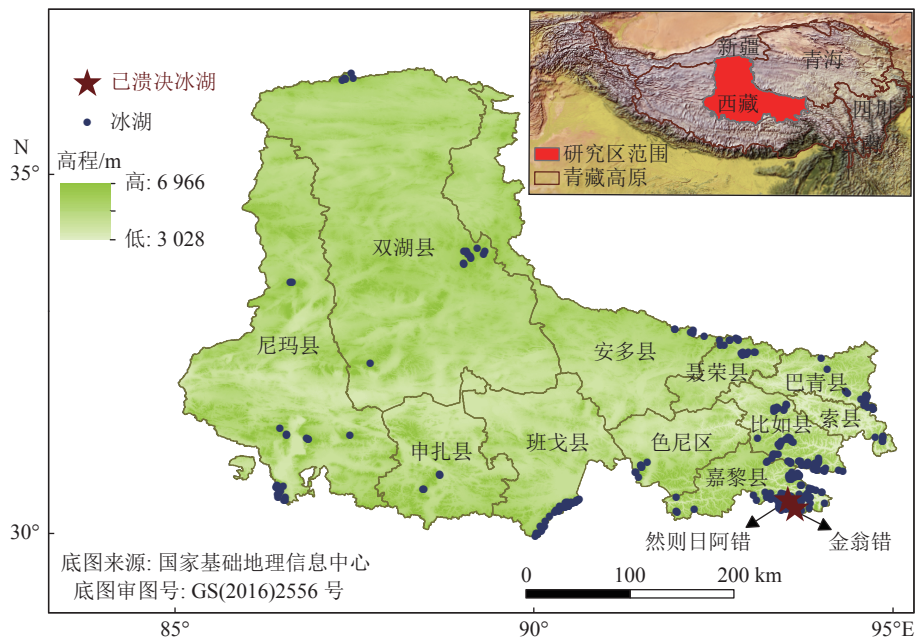 已溃决冰湖
冰湖
N
高程/m
35°
高: 6 966
低: 3 028
新疆
青海
西藏
四川
研究区范围
青藏高原
双湖县
尼玛县
安多县
聂荣县
巴青县
索县
比如县
色尼区
班戈县
申扎县
嘉黎县
30°
然则日阿错
金翁错
底图来源: 国家基础地理信息中心
底图审图号: GS(2016)2556 号
0
100
200 km
85°
90°
95°E